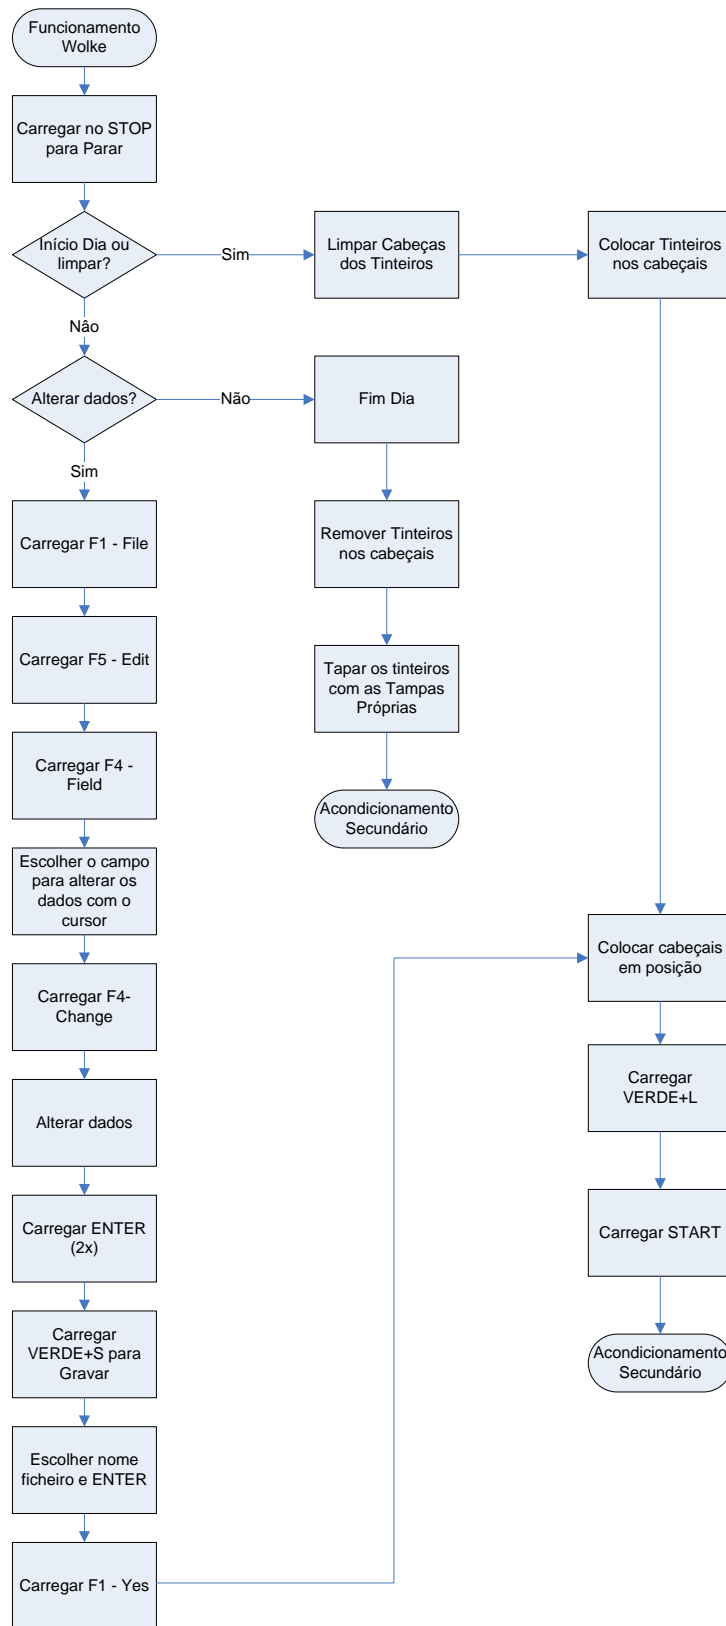 Funcionamento
Wolke
Carregar no STOP
para Parar
Início Dia ou
limpar?
Sim
Limpar Cabeças
dos Tinteiros
Colocar Tinteiros
nos cabeçais
Nâo
Alterar dados?
Não
Fim Dia
Sim
Carregar F1 - File
Remover Tinteiros
nos cabeçais
Carregar F5 - Edit
Tapar os tinteiros
com as Tampas
Próprias
Carregar F4 -
Field
Acondicionamento
Secundário
Escolher o campo
para alterar os
dados com o
cursor
Colocar cabeçais
em posição
Carregar F4-
Change
Carregar
VERDE+L
Alterar dados
Carregar ENTER
(2x)
Carregar START
Carregar
VERDE+S para
Gravar
Acondicionamento
Secundário
Escolher nome
ficheiro e ENTER
Carregar F1 - Yes